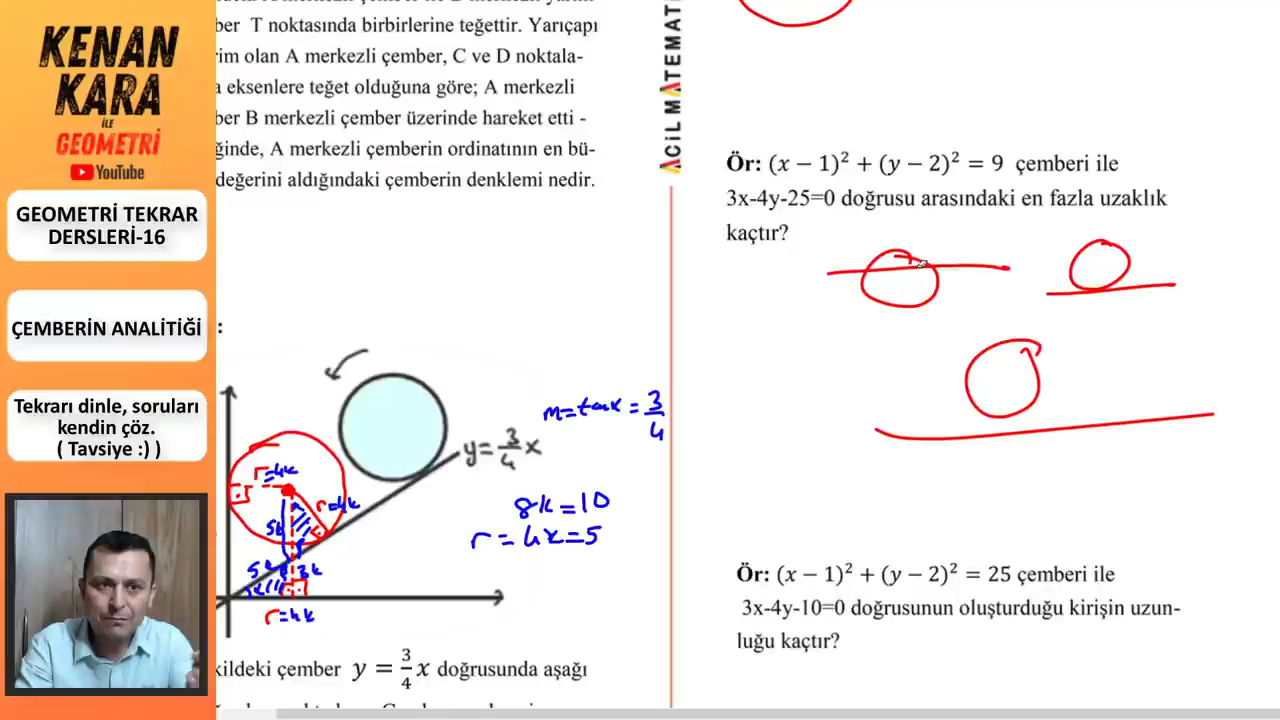 KENAN
KARA
İLE
GEOMETRİ
YouTube
GEOMETRİ TEKRAR
DERSLERİ-16
ÇEMBERİN ANALİTİĞİ
Tekrarı dinle, soruları
kendin çöz.
( Tavsiye :) )
ber T noktasında birbirlerine teğettir. Yarıçapı
rim olan A merkezli çember, C ve D noktala-
a eksenlere teğet olduğuna göre; A merkezli
ber B merkezli çember üzerinde hareket etti -
ğinde, A merkezli çemberin ordinatının en bü-
değerini aldığındaki çemberin denklemi nedir.
:
m=tanα = 3/4
y = 3/4 x
r=4k
r=4k
5k
5k
3k
r=4k
8k=10
r = 4k = 5
kildeki çember y = 3/4 x doğrusunda aşağı
ACİLMATEMAT
Ör: (x − 1)² + (y − 2)² = 9 çemberi ile
3x-4y-25=0 doğrusu arasındaki en fazla uzaklık
kaçtır?
Ör: (x − 1)² + (y − 2)² = 25 çemberi ile
3x-4y-10=0 doğrusunun oluşturduğu kirişin uzun-
luğu kaçtır?